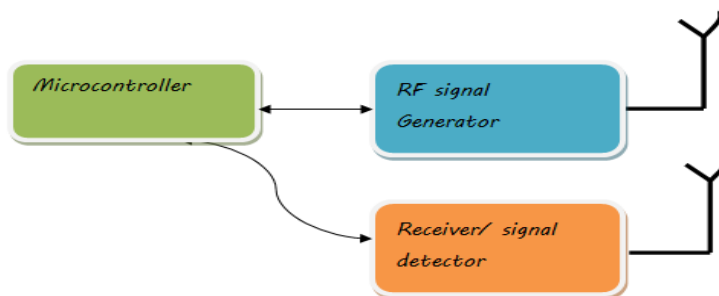 Microcontroller
RF signal
Generator
Receiver/ signal
detector